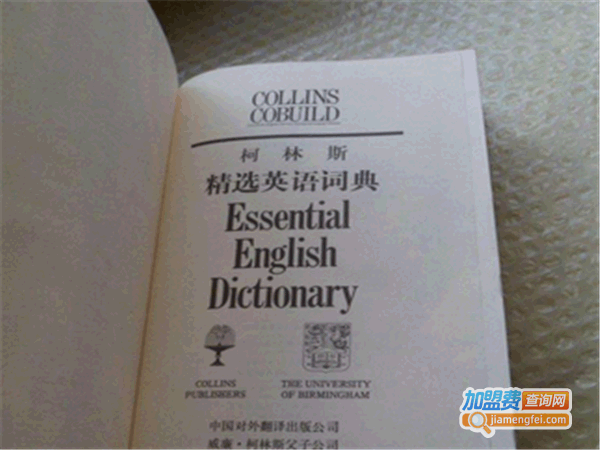 COLLINS
COBUILD
柯林斯
精选英语词典
Essential
English
Dictionary
COLLINS
PUBLISHERS
THE UNIVERSITY
OF BIRMINGHAM
中国对外翻译出版公司
威廉·柯林斯父子公司
加盟费查询网
jiamengfei.com